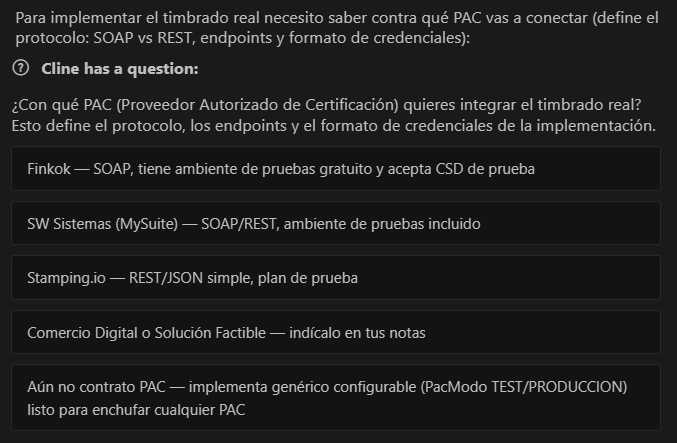 Para implementar el timbrado real necesito saber contra qué PAC vas a conectar (define el
protocolo: SOAP vs REST, endpoints y formato de credenciales):
Cline has a question:
¿Con qué PAC (Proveedor Autorizado de Certificación) quieres integrar el timbrado real?
Esto define el protocolo, los endpoints y el formato de credenciales de la implementación.
Finkok — SOAP, tiene ambiente de pruebas gratuito y acepta CSD de prueba
SW Sistemas (MySuite) — SOAP/REST, ambiente de pruebas incluido
Stamping.io — REST/JSON simple, plan de prueba
Comercio Digital o Solución Factible — indícalo en tus notas
Aún no contrato PAC — implementa genérico configurable (PacModo TEST/PRODUCCION)
listo para enchufar cualquier PAC